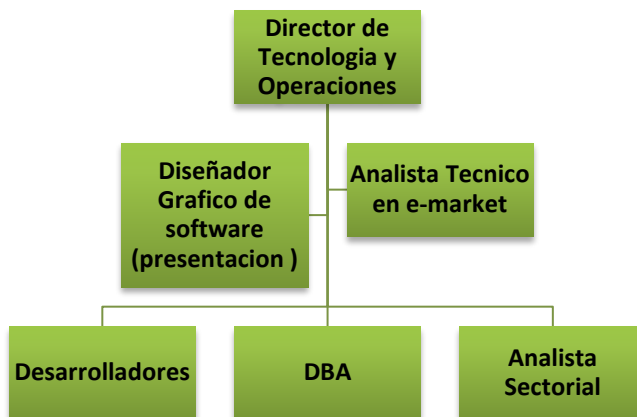 Director de
Tecnologia y
Operaciones
Diseñador
Grafico de
software
(presentacion )
Analista Tecnico
en e-market
Desarrolladores
DBA
Analista
Sectorial